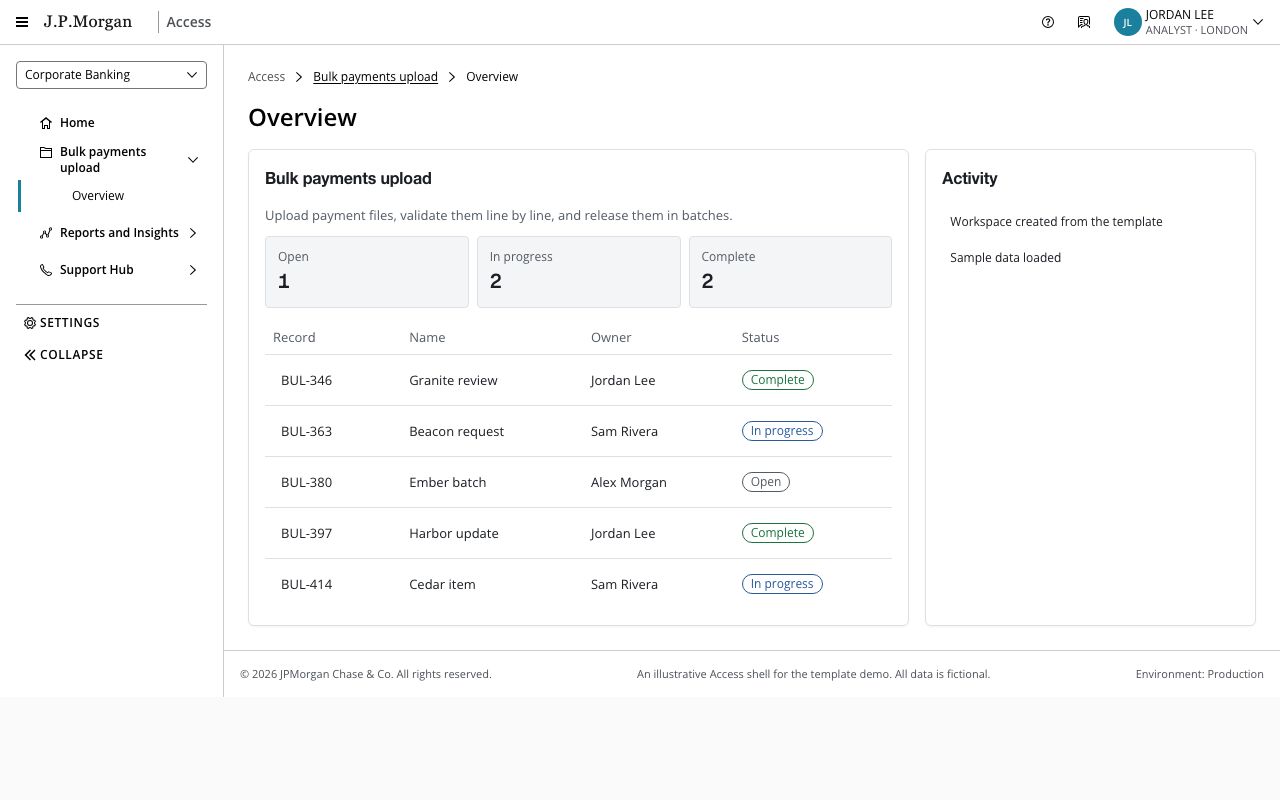 J.P.Morgan
Access
JL
JORDAN LEE
ANALYST · LONDON
Corporate Banking
Home
Bulk payments
upload
Overview
Reports and Insights
Support Hub
SETTINGS
COLLAPSE
Access
Bulk payments upload
Overview
Overview
Bulk payments upload
Upload payment files, validate them line by line, and release them in batches.
Open
1
In progress
2
Complete
2
Record Name Owner Status
BUL-346 Granite review Jordan Lee Complete
BUL-363 Beacon request Sam Rivera In progress
BUL-380 Ember batch Alex Morgan Open
BUL-397 Harbor update Jordan Lee Complete
BUL-414 Cedar item Sam Rivera In progress
Activity
Workspace created from the template
Sample data loaded
© 2026 JPMorgan Chase & Co. All rights reserved.
An illustrative Access shell for the template demo. All data is fictional.
Environment: Production